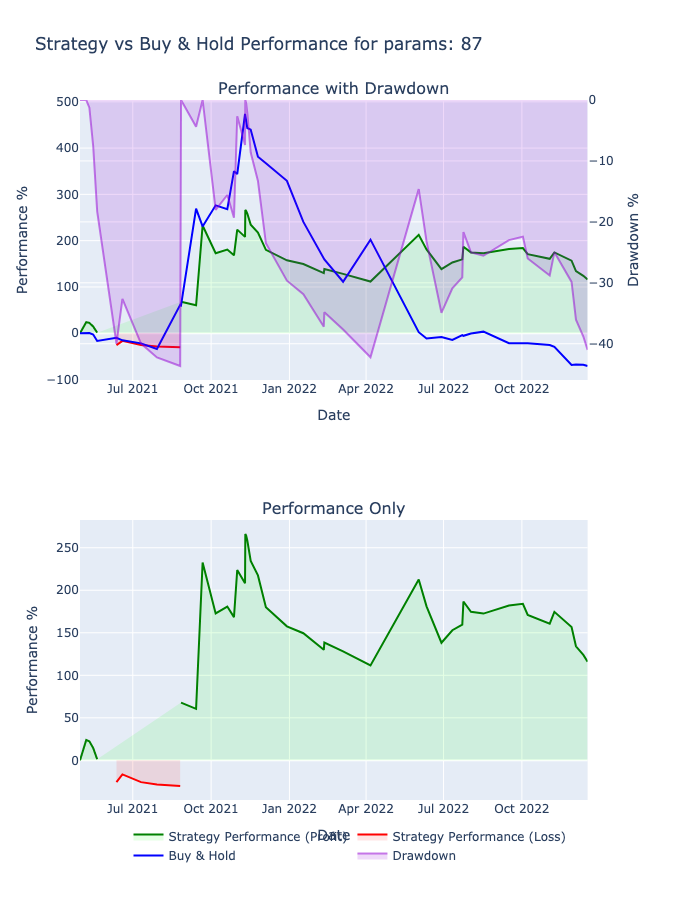 Strategy vs Buy & Hold Performance for params: 87
Performance with Drawdown
500
400
300
200
100
0
−100
0
−10
−20
−30
−40
Performance %
Drawdown %
Jul 2021 Oct 2021 Jan 2022 Apr 2022 Jul 2022 Oct 2022
Date
Performance Only
250
200
150
100
50
0
Performance %
Jul 2021 Oct 2021 Jan 2022 Apr 2022 Jul 2022 Oct 2022
Date
Strategy Performance (Profit) Strategy Performance (Loss)
Buy & Hold Drawdown